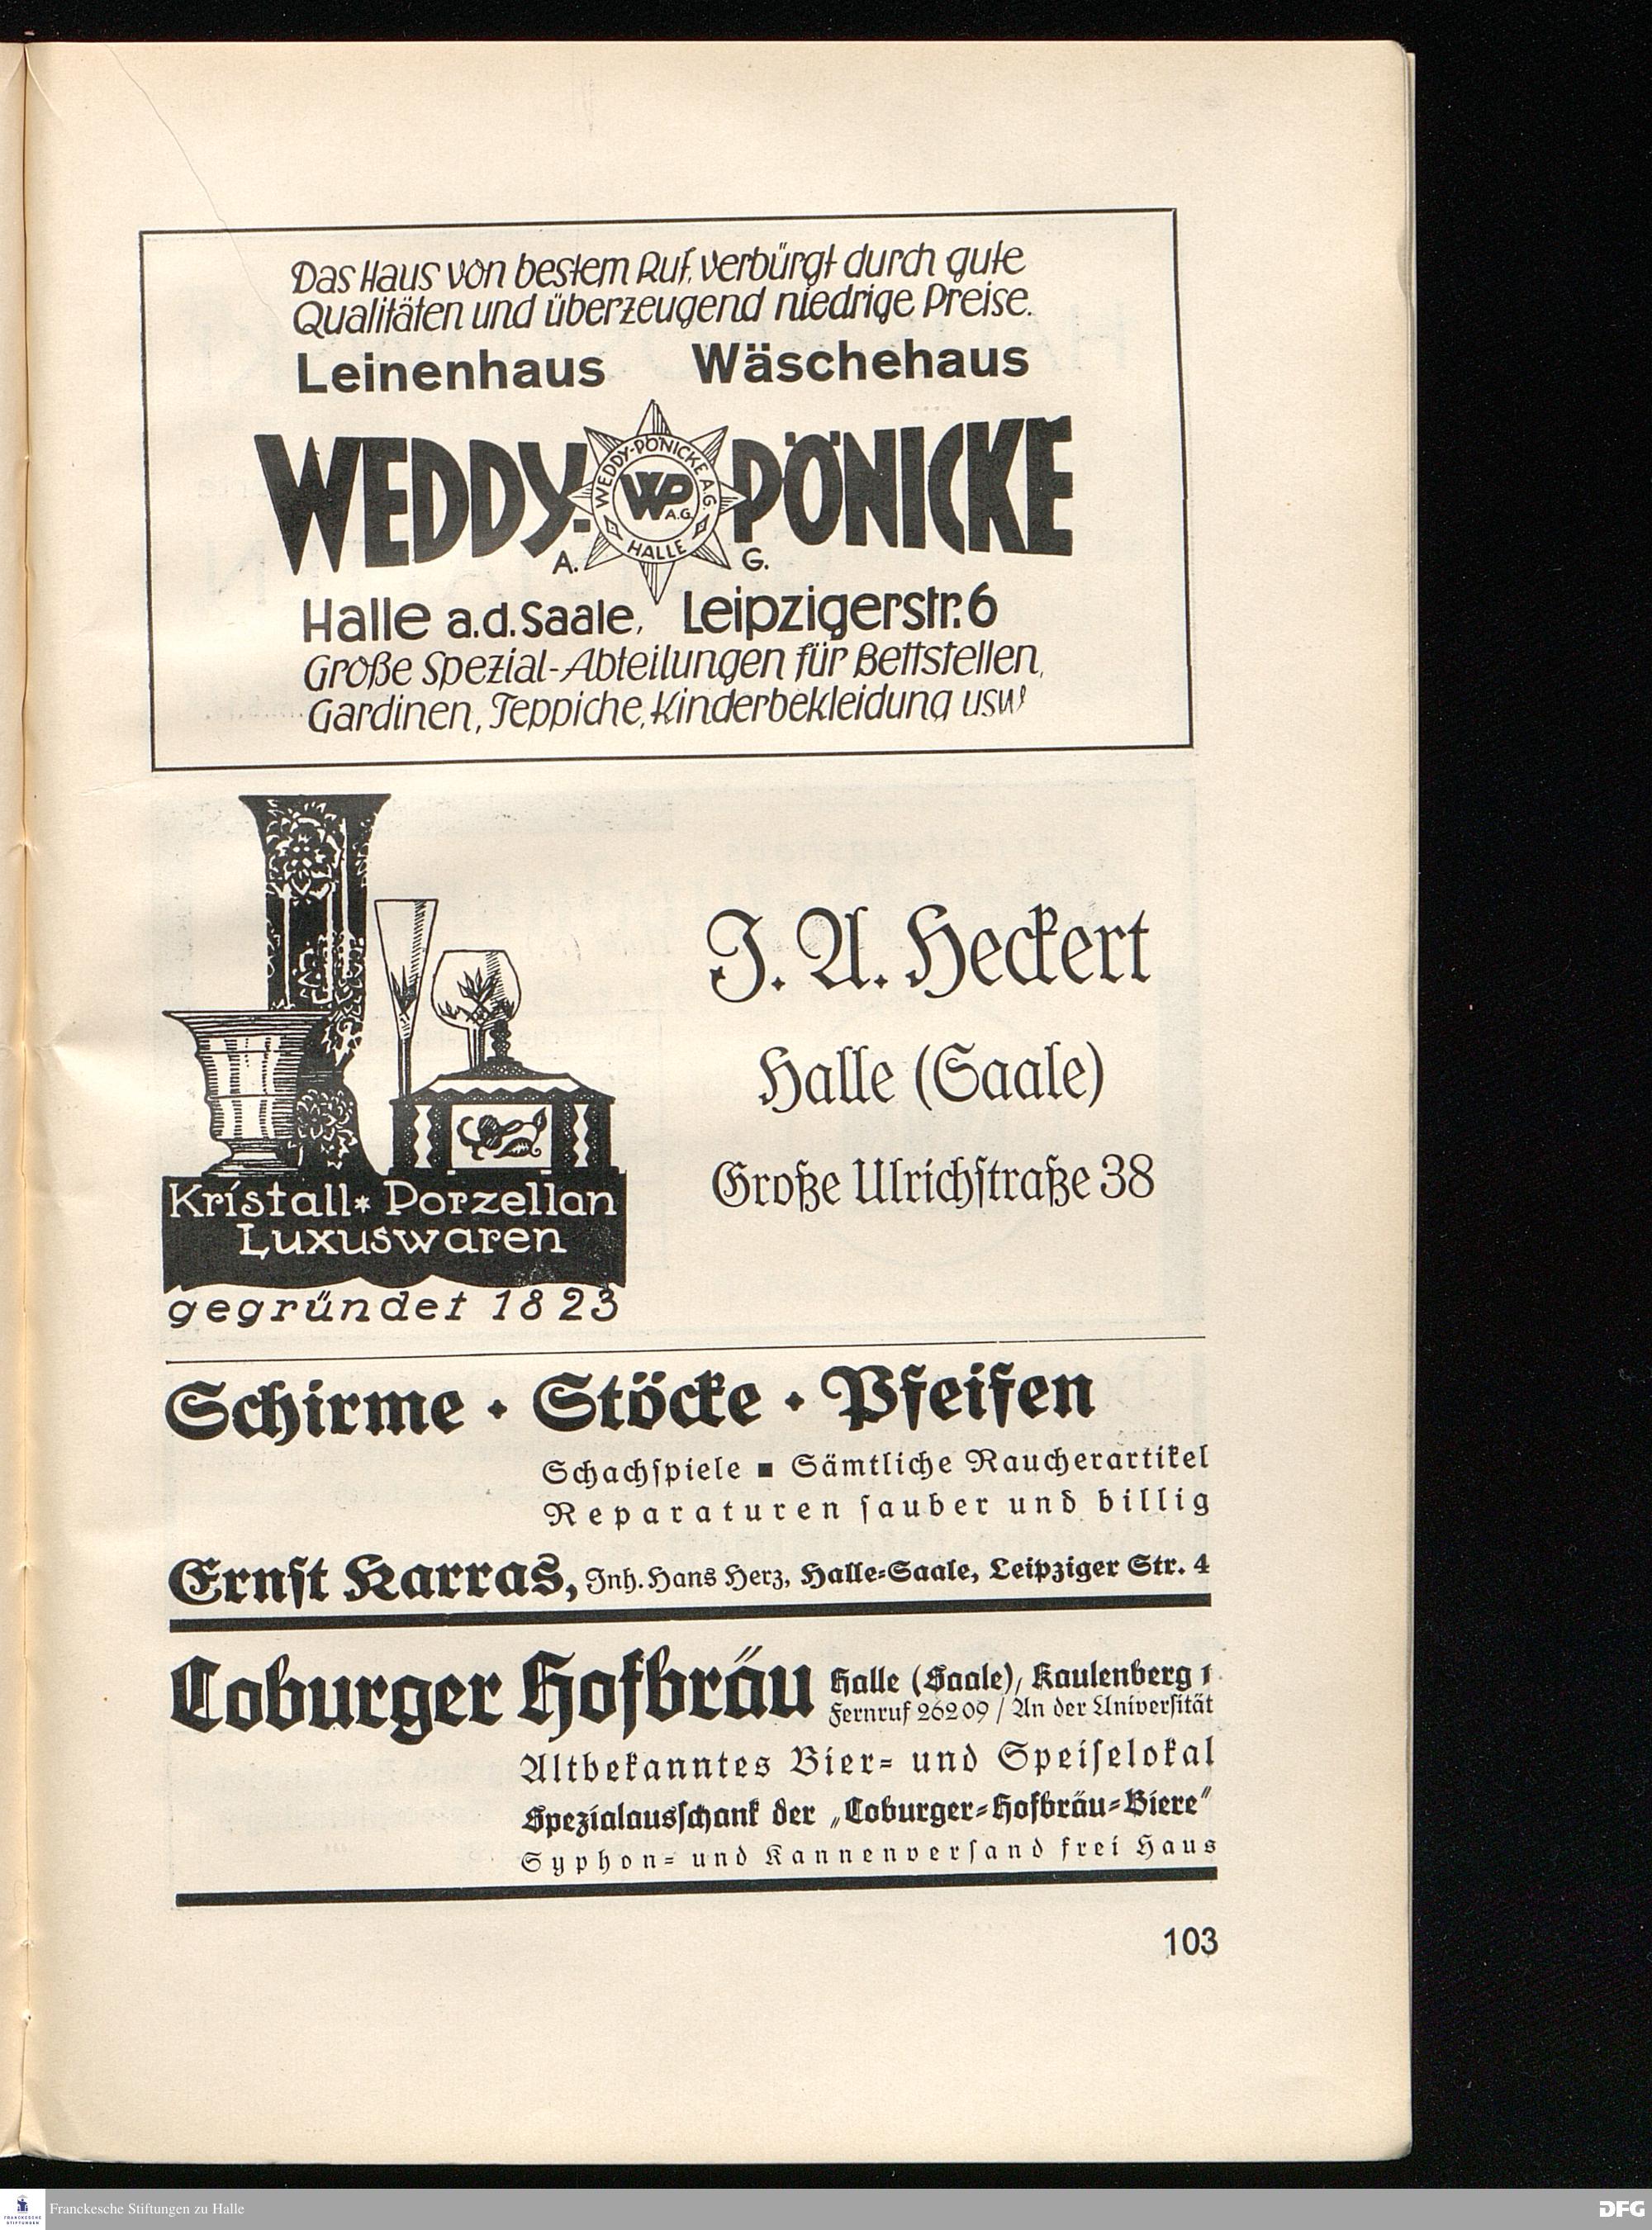 Das Haus von bestem Ruf, verbürgt durch gute
Qualitäten und überzeugend niedrige Preise.
Leinenhaus Wäschehaus
WEDDY-PÖNICKE
WEDDY-PÖNICKE A.G.
WP
A.G.
HALLE
A. G.
Halle a.d. Saale, Leipzigerstr. 6
Große Spezial-Abteilungen für Bettstellen,
Gardinen, Teppiche, Kinderbekleidung usw
Kristall * Porzellan
Luxuswaren
gegründet 1823
J. A. Heckert
Halle (Saale)
Große Ulrichſtraße 38
Schirme · Stöcke · Pfeifen
Schachſpiele ■ Sämtliche Raucherartikel
Reparaturen ſauber und billig
Ernſt Karras, Inh. Hans Herz, Halle-Saale, Leipziger Str. 4
Coburger Hofbräu Halle (Saale), Kaulenberg 1
Fernruf 26209 / An der Univerſität
Altbekanntes Bier- und Speiſelokal
Spezialausſchank der „Coburger-Hofbräu-Biere"
Syphon- und Kannenverſand frei Haus
103
FRANCKESCHE STIFTUNGEN
Franckesche Stiftungen zu Halle
DFG